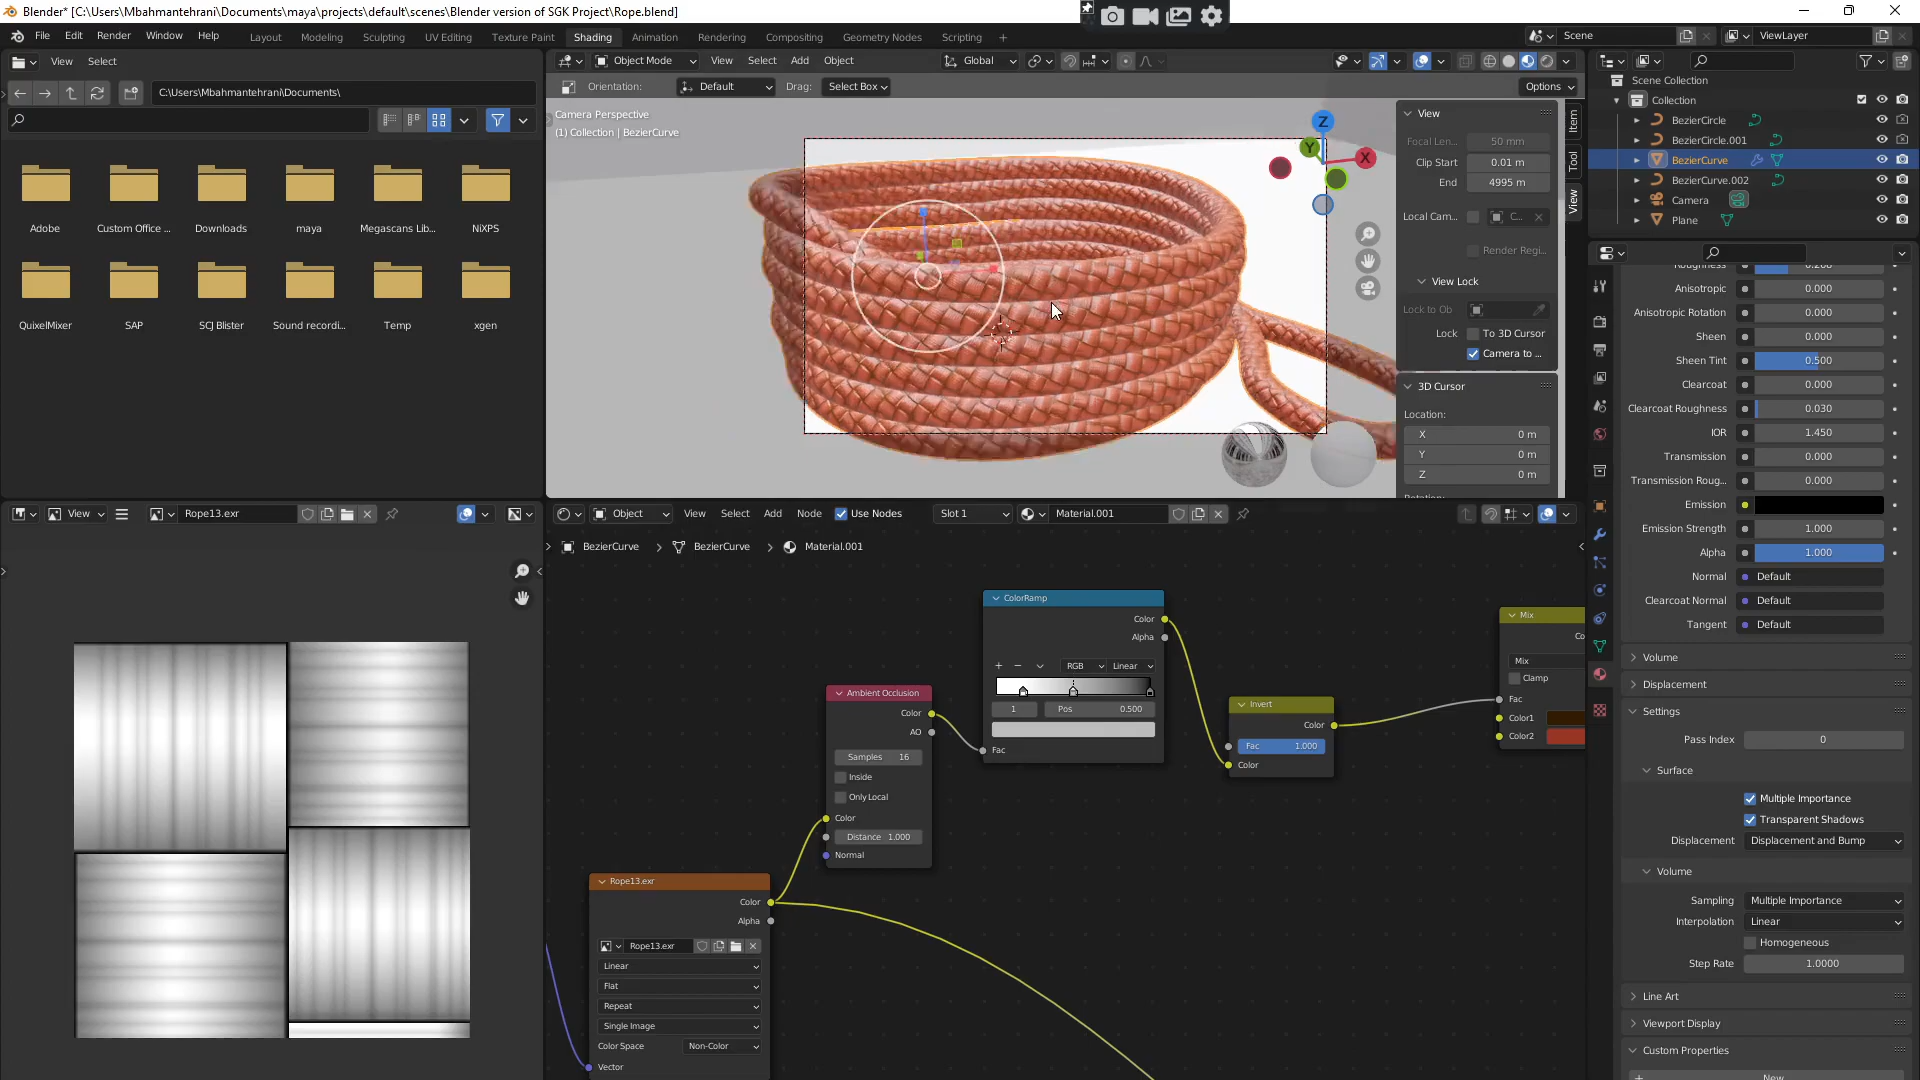 Blender* [C:\Users\Mbahmantehrani\Documents\maya\projects\default\scenes\Blender version of SGK Project\Rope.blend]
File Edit Render Window Help Layout Modeling Sculpting UV Editing Texture Paint Shading Animation Rendering Compositing Geometry Nodes Scripting +
Scene
ViewLayer
View Select
C:\Users\Mbahmantehrani\Documents\
Adobe
Custom Office ...
Downloads
maya
Megascans Lib...
NiXPS
QuixelMixer
SAP
SCJ Blister
Sound recordi...
Temp
xgen
Object Mode View Select Add Object Global
Orientation: Default Drag: Select Box Options
Camera Perspective
(1) Collection | BezierCurve
Z
Y
X
View
Focal Len... 50 mm
Clip Start 0.01 m
End 4995 m
Local Cam... C...
Render Regi...
View Lock
Lock to Ob
Lock To 3D Cursor
Camera to ...
3D Cursor
Location:
X 0 m
Y 0 m
Z 0 m
Item
Tool
View
Scene Collection
Collection
BezierCircle
BezierCircle.001
BezierCurve
BezierCurve.002
Camera
Plane
Anisotropic 0.000
Anisotropic Rotation 0.000
Sheen 0.000
Sheen Tint 0.500
Clearcoat 0.000
Clearcoat Roughness 0.030
IOR 1.450
Transmission 0.000
Transmission Roug... 0.000
Emission
Emission Strength 1.000
Alpha 1.000
Normal Default
Clearcoat Normal Default
Tangent Default
Volume
Displacement
Settings
Pass Index 0
Surface
Multiple Importance
Transparent Shadows
Displacement Displacement and Bump
Volume
Sampling Multiple Importance
Interpolation Linear
Homogeneous
Step Rate 1.0000
Line Art
Viewport Display
Custom Properties
New
View Rope13.exr
Object View Select Add Node Use Nodes Slot 1 Material.001
BezierCurve > BezierCurve > Material.001
ColorRamp
Color
Alpha
+ − RGB Linear
1 Pos 0.500
Fac
Ambient Occlusion
Color
AO
Samples 16
Inside
Only Local
Color
Distance 1.000
Normal
Invert
Color
Fac 1.000
Color
Mix
Co
Mix
Clamp
Fac
Color1
Color2
Rope13.exr
Color
Alpha
Rope13.exr
Linear
Flat
Repeat
Single Image
Color Space Non-Color
Vector